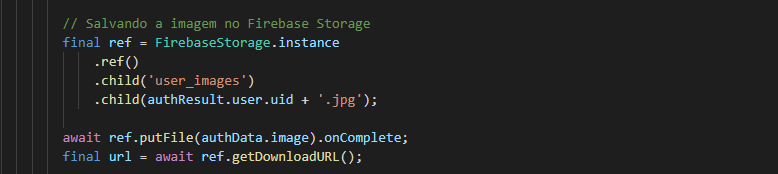 // Salvando a imagem no Firebase Storage
final ref = FirebaseStorage.instance
.ref()
.child('user_images')
.child(authResult.user.uid + '.jpg');
await ref.putFile(authData.image).onComplete;
final url = await ref.getDownloadURL();